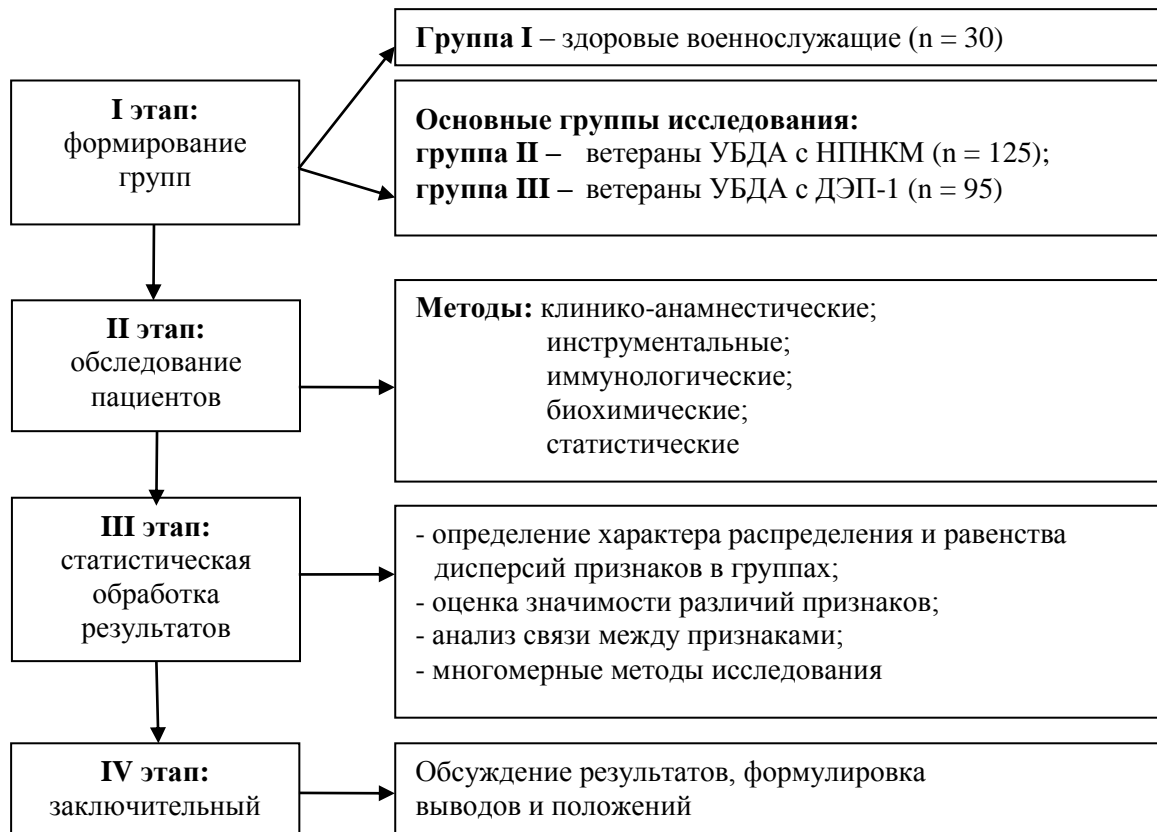 Группа I – здоровые военнослужащие (n = 30)
I этап:
формирование
групп
Основные группы исследования:
группа II – ветераны УБДА с НПНКМ (n = 125);
группа III – ветераны УБДА с ДЭП-1 (n = 95)
II этап:
обследование
пациентов
Методы: клинико-анамнестические;
инструментальные;
иммунологические;
биохимические;
статистические
III этап:
статистическая
обработка
результатов
- определение характера распределения и равенства
дисперсий признаков в группах;
- оценка значимости различий признаков;
- анализ связи между признаками;
- многомерные методы исследования
IV этап:
заключительный
Обсуждение результатов, формулировка
выводов и положений